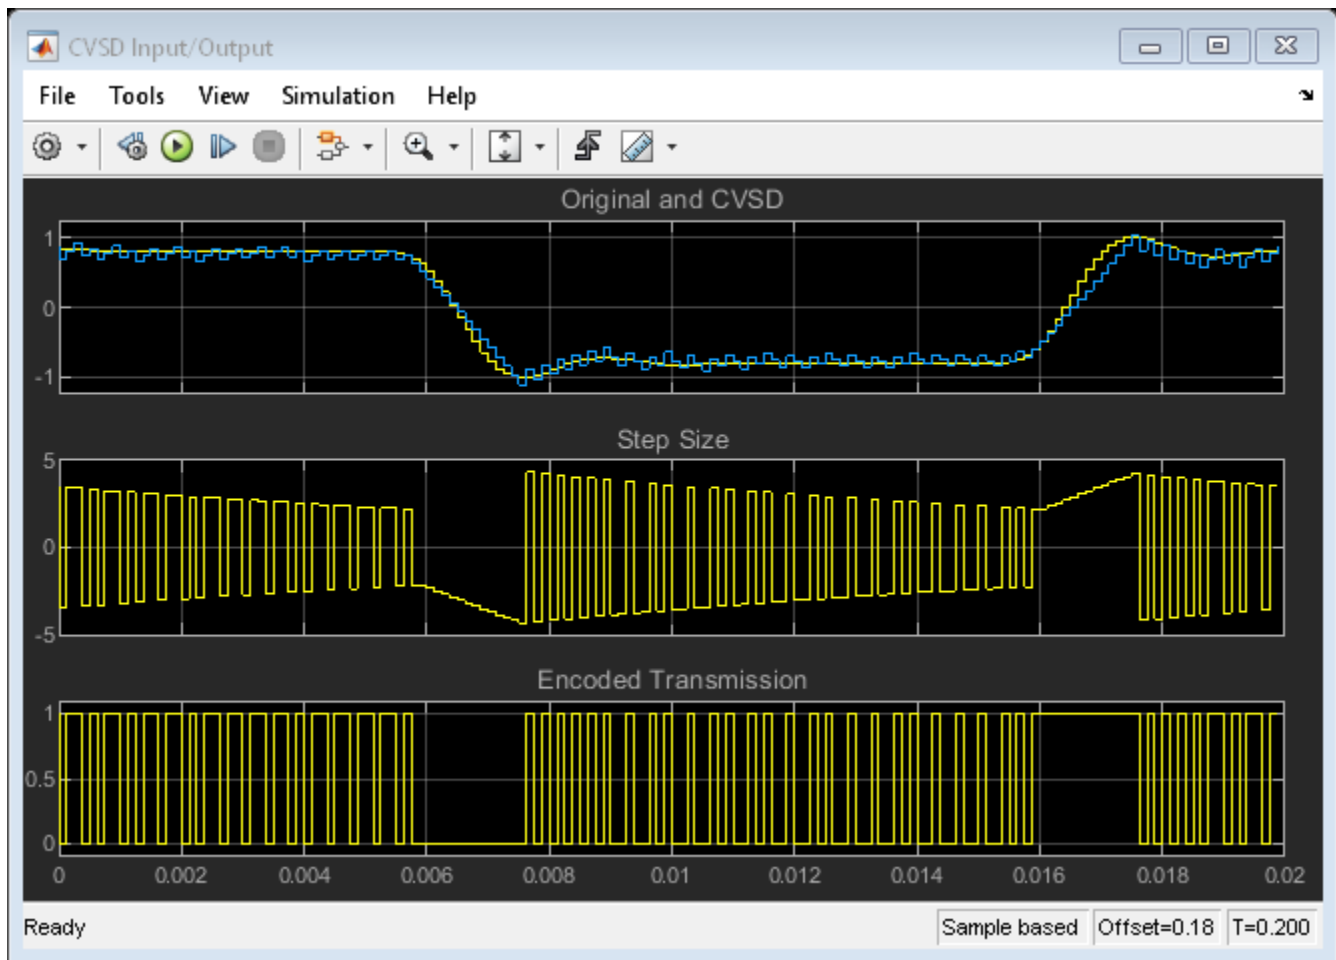 CVSD Input/Output
File Tools View Simulation Help
Original and CVSD
1
0
-1
Step Size
5
0
-5
Encoded Transmission
1
0.5
0
0 0.002 0.004 0.006 0.008 0.01 0.012 0.014 0.016 0.018 0.02
Ready Sample based Offset=0.18 T=0.200